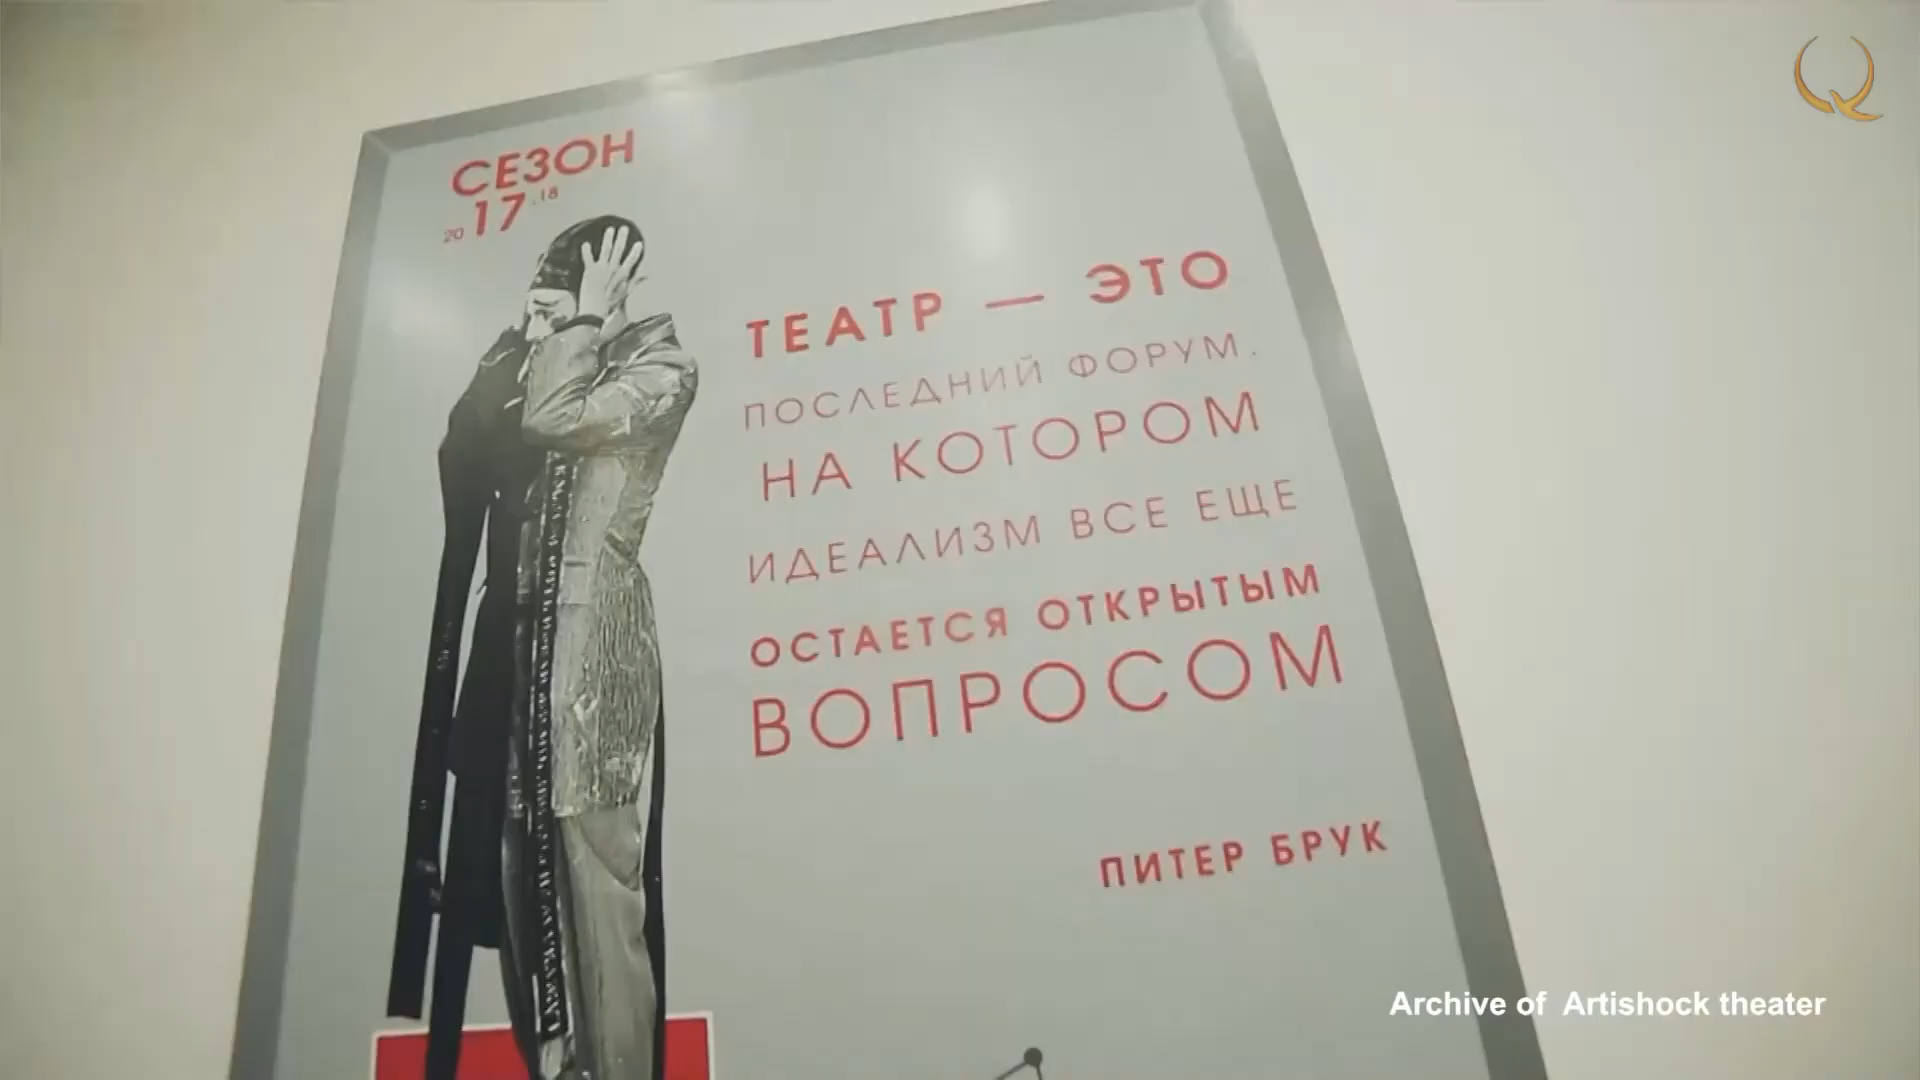 СЕЗОН
2017.18
ТЕАТР — ЭТО
ПОСЛЕДНИЙ ФОРУМ.
НА КОТОРОМ
ИДЕАЛИЗМ ВСЕ ЕЩЕ
ОСТАЕТСЯ ОТКРЫТЫМ
ВОПРОСОМ
ПИТЕР БРУК
Archive of Artishock theater